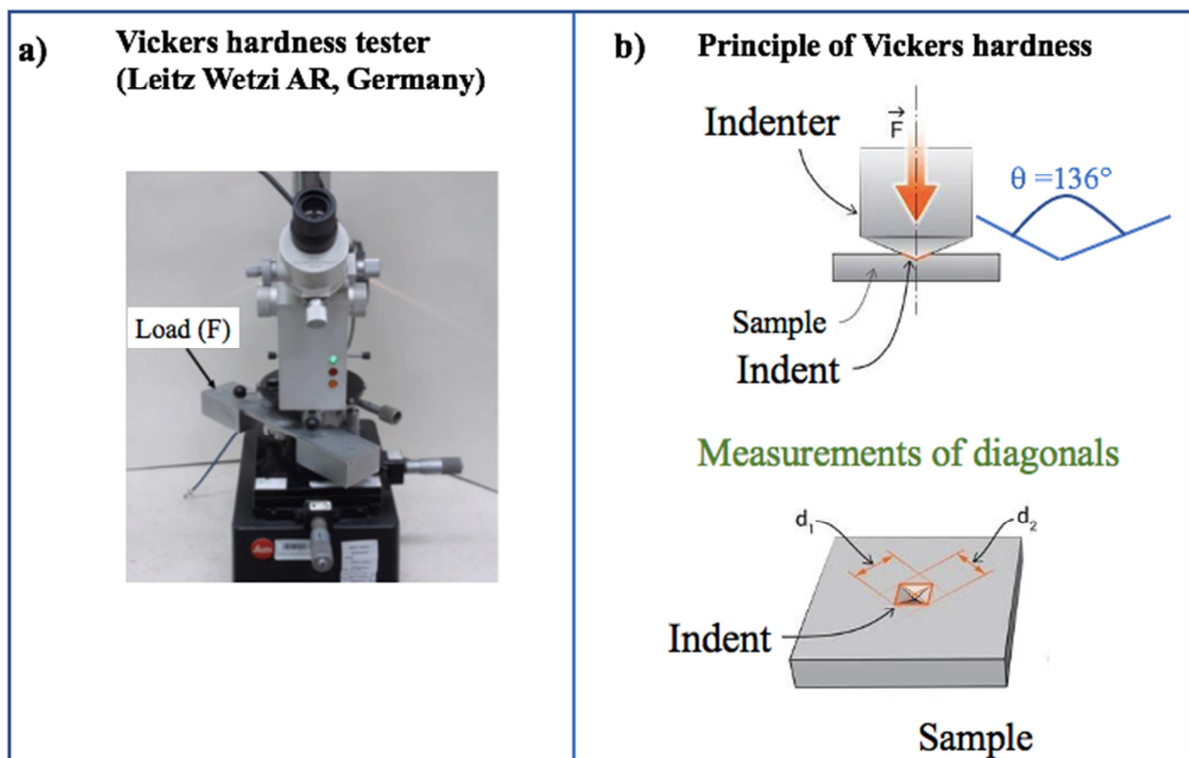 a)
Vickers hardness tester
(Leitz Wetzi AR, Germany)
Load (F)
Leitz
b)
Principle of Vickers hardness
Indenter
F
θ =136°
Sample
Indent
Measurements of diagonals
d₁
d₂
Indent
Sample